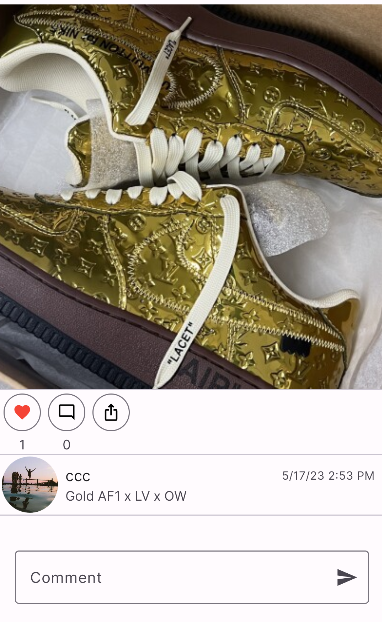 "LACET"
"LACET"
"AIR"
1
0
ccc
5/17/23 2:53 PM
Gold AF1 x LV x OW
Comment